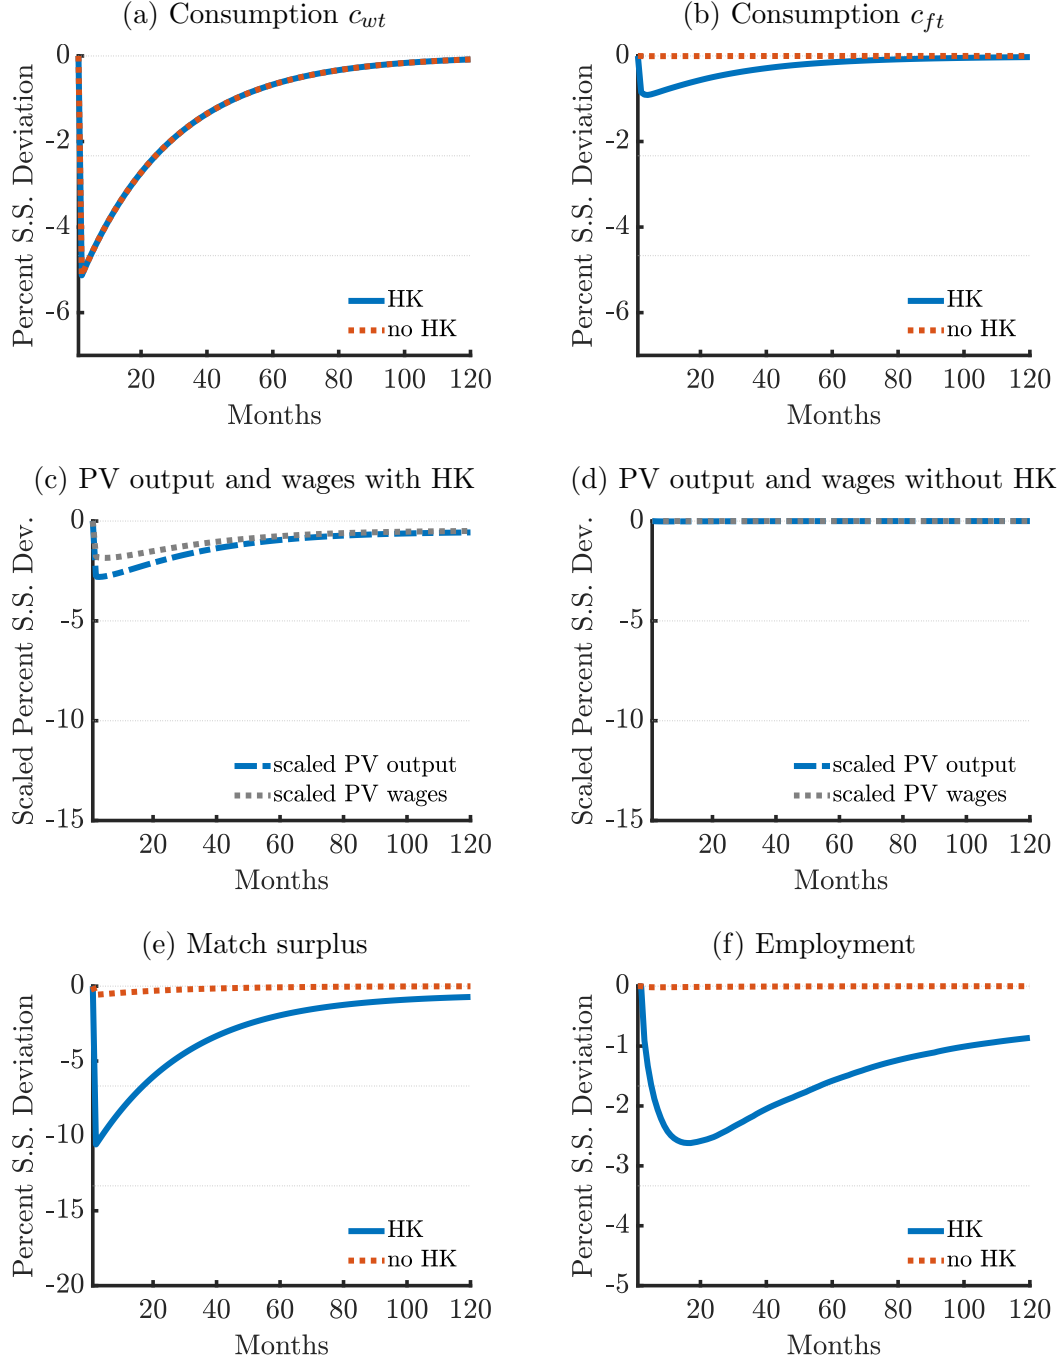 (a) Consumption c_wt
Percent S.S. Deviation
0
-2
-4
-6
HK
no HK
20 40 60 80 100 120
Months
(b) Consumption c_ft
Percent S.S. Deviation
0
-2
-4
-6
HK
no HK
20 40 60 80 100 120
Months
(c) PV output and wages with HK
Scaled Percent S.S. Dev.
0
-5
-10
-15
scaled PV output
scaled PV wages
20 40 60 80 100 120
Months
(d) PV output and wages without HK
Scaled Percent S.S. Dev.
0
-5
-10
-15
scaled PV output
scaled PV wages
20 40 60 80 100 120
Months
(e) Match surplus
Percent S.S. Deviation
0
-5
-10
-15
-20
HK
no HK
20 40 60 80 100 120
Months
(f) Employment
Percent S.S. Deviation
0
-1
-2
-3
-4
-5
HK
no HK
20 40 60 80 100 120
Months